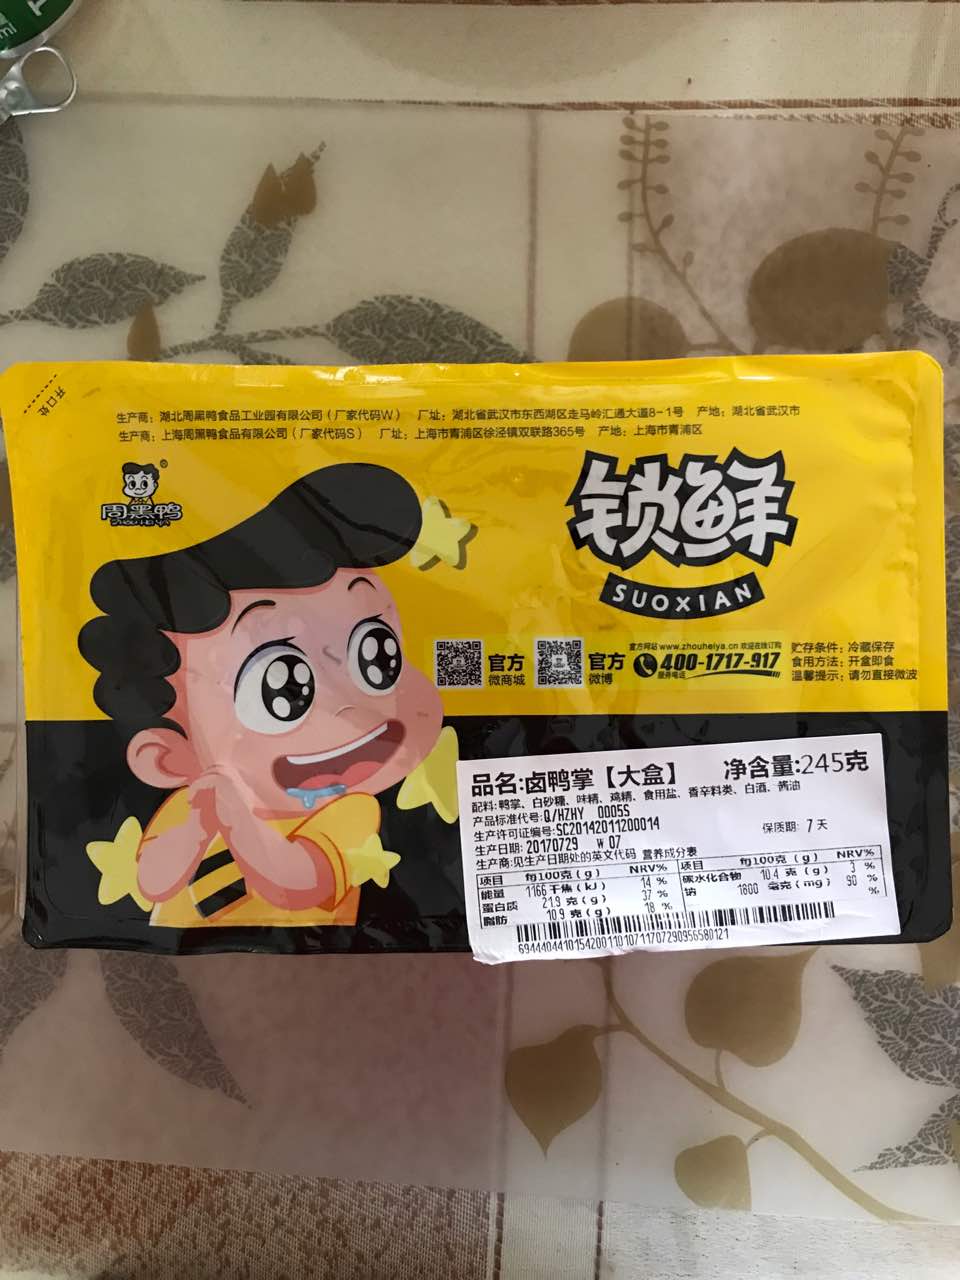 开口处
生产商：湖北周黑鸭食品工业园有限公司（厂家代码W） 厂址：湖北省武汉市东西湖区走马岭汇通大道8-1号 产地：湖北省武汉市
生产商：上海周黑鸭食品有限公司（厂家代码S） 厂址：上海市青浦区徐泾镇双联路365号 产地：上海市青浦区
周黑鸭®
ZHOU HEI YA
锁鲜
SUOXIAN
官方
微商城
官方
微博
官方网站 www.zhouheiya.cn 欢迎在线订购
400-1717-917
服务电话
贮存条件：冷藏保存
食用方法：开盒即食
温馨提示：请勿直接微波
品名:卤鸭掌【大盒】 净含量:245克
配料:鸭掌、白砂糖、味精、鸡精、食用盐、香辛料类、白酒、酱油
产品标准代号:Q/HZHY 0005S
生产许可证编号:SC20142011200014
生产日期: 20170729 W 07 保质期: 7 天
生产商:见生产日期处的英文代码 营养成分表
项目 每100克(g) NRV% 项目 每100克(g) NRV%
能量 1166 千焦(kJ) 14 % 碳水化合物 10.4 克(g) 3 %
蛋白质 21.9 克(g) 37 % 钠 1800 毫克(mg) 90 %
脂肪 10.9 克(g) 18 % %
694440441015420011010711707290956580121